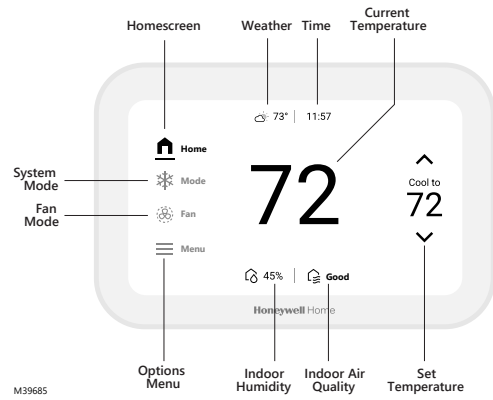 Homescreen
Weather
Time
Current
Temperature
73°
11:57
Home
System
Mode
Mode
Fan
Mode
Fan
Menu
72
Cool to
72
45%
Good
Honeywell Home
Options
Menu
Indoor
Humidity
Indoor Air
Quality
Set
Temperature
M39685